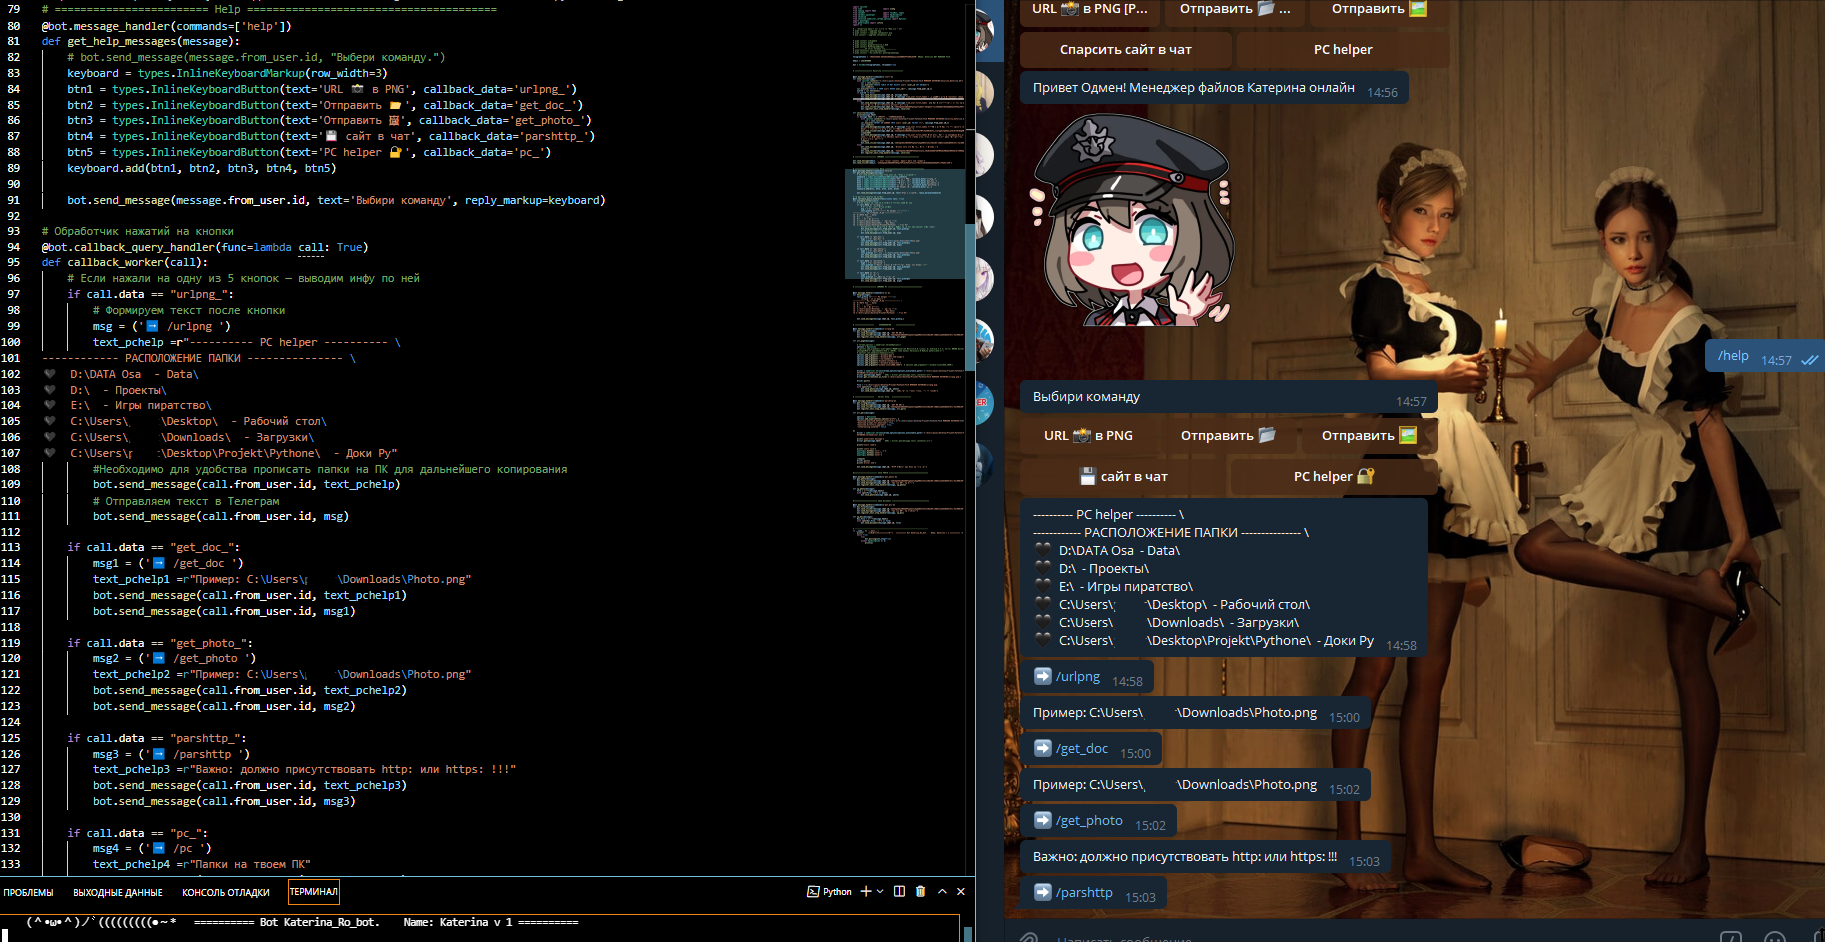 79 # ======================== Help =======================================
80 @bot.message_handler(commands=['help'])
81 def get_help_messages(message):
82 # bot.send_message(message.from_user.id, "Выбири команду.")
83 keyboard = types.InlineKeyboardMarkup(row_width=3)
84 btn1 = types.InlineKeyboardButton(text='URL 📸 в PNG', callback_data='urlpng_')
85 btn2 = types.InlineKeyboardButton(text='Отправить 📂', callback_data='get_doc_')
86 btn3 = types.InlineKeyboardButton(text='Отправить 🖼', callback_data='get_photo_')
87 btn4 = types.InlineKeyboardButton(text='💾 сайт в чат', callback_data='parshttp_')
88 btn5 = types.InlineKeyboardButton(text='PC helper 🔐', callback_data='pc_')
89 keyboard.add(btn1, btn2, btn3, btn4, btn5)
90
91 bot.send_message(message.from_user.id, text='Выбири команду', reply_markup=keyboard)
92
93 # Обработчик нажатий на кнопки
94 @bot.callback_query_handler(func=lambda call: True)
95 def callback_worker(call):
96 # Если нажали на одну из 5 кнопок — выводим инфу по ней
97 if call.data == "urlpng_":
98 # Формируем текст после кнопки
99 msg = ('➡️ /urlpng ')
100 text_pchelp =r"---------- PC helper ---------- \
101 ------------ РАСПОЛОЖЕНИЕ ПАПКИ --------------- \
102 🖤 D:\DATA Osa - Data\
103 🖤 D:\ - Проекты\
104 🖤 E:\ - Игры пиратство\
105 🖤 C:\Users\ \Desktop\ - Рабочий стол\
106 🖤 C:\Users\ \Downloads\ - Загрузки\
107 🖤 C:\Users\ \Desktop\Projekt\Pythone\ - Доки Ру"
108 #Необходимо для удобства прописать папки на ПК для дальнейшего копирования
109 bot.send_message(call.from_user.id, text_pchelp)
110 # Отправляем текст в Телеграм
111 bot.send_message(call.from_user.id, msg)
112
113 if call.data == "get_doc_":
114 msg1 = ('➡️ /get_doc ')
115 text_pchelp1 =r"Пример: C:\Users\ \Downloads\Photo.png"
116 bot.send_message(call.from_user.id, text_pchelp1)
117 bot.send_message(call.from_user.id, msg1)
118
119 if call.data == "get_photo_":
120 msg2 = ('➡️ /get_photo ')
121 text_pchelp2 =r"Пример: C:\Users\ \Downloads\Photo.png"
122 bot.send_message(call.from_user.id, text_pchelp2)
123 bot.send_message(call.from_user.id, msg2)
124
125 if call.data == "parshttp_":
126 msg3 = ('➡️ /parshttp ')
127 text_pchelp3 =r"Важно: должно присутствовать http: или https: !!!"
128 bot.send_message(call.from_user.id, text_pchelp3)
129 bot.send_message(call.from_user.id, msg3)
130
131 if call.data == "pc_":
132 msg4 = ('➡️ /pc ')
133 text_pchelp4 =r"Папки на твоем ПК"
ПРОБЛЕМЫ ВЫХОДНЫЕ ДАННЫЕ КОНСОЛЬ ОТЛАДКИ ТЕРМИНАЛ Python
(^•ω•^)ノ`(((((((((●~* ========== Bot Katerina_Ro_bot. Name: Katerina v 1 ==========
URL 📸 в PNG [P... Отправить 📂 ... Отправить 🖼
Спарсить сайт в чат PC helper
Привет Одмен! Менеджер файлов Катерина онлайн 14:56
/help 14:57
Выбири команду 14:57
URL 📸 в PNG Отправить 📂 Отправить 🖼
💾 сайт в чат PC helper 🔐
---------- PC helper ---------- \
------------ РАСПОЛОЖЕНИЕ ПАПКИ --------------- \
🖤 D:\DATA Osa - Data\
🖤 D:\ - Проекты\
🖤 E:\ - Игры пиратство\
🖤 C:\Users\ \Desktop\ - Рабочий стол\
🖤 C:\Users\ \Downloads\ - Загрузки\
🖤 C:\Users\ \Desktop\Projekt\Pythone\ - Доки Ру 14:58
➡️ /urlpng 14:58
Пример: C:\Users\ \Downloads\Photo.png 15:00
➡️ /get_doc 15:00
Пример: C:\Users\ \Downloads\Photo.png 15:02
➡️ /get_photo 15:02
Важно: должно присутствовать http: или https: !!! 15:03
➡️ /parshttp 15:03
Написать сообщение...